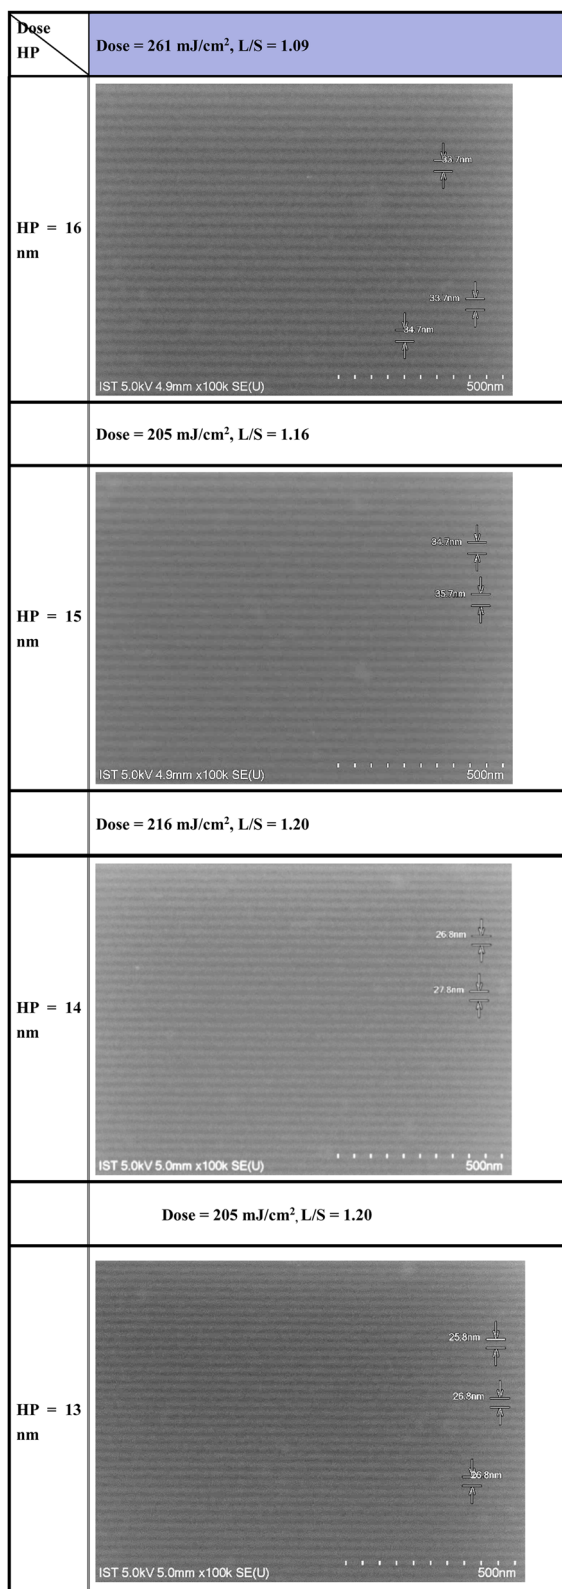 Dose
HP
Dose = 261 mJ/cm², L/S = 1.09
HP = 16
nm
33.7nm
33.7nm
34.7nm
500nm
IST 5.0kV 4.9mm x100k SE(U)
Dose = 205 mJ/cm², L/S = 1.16
HP = 15
nm
34.7nm
35.7nm
500nm
IST 5.0kV 4.9mm x100k SE(U)
Dose = 216 mJ/cm², L/S = 1.20
HP = 14
nm
26.8nm
27.8nm
500nm
IST 5.0kV 5.0mm x100k SE(U)
Dose = 205 mJ/cm², L/S = 1.20
HP = 13
nm
25.8nm
26.8nm
26.8nm
500nm
IST 5.0kV 5.0mm x100k SE(U)